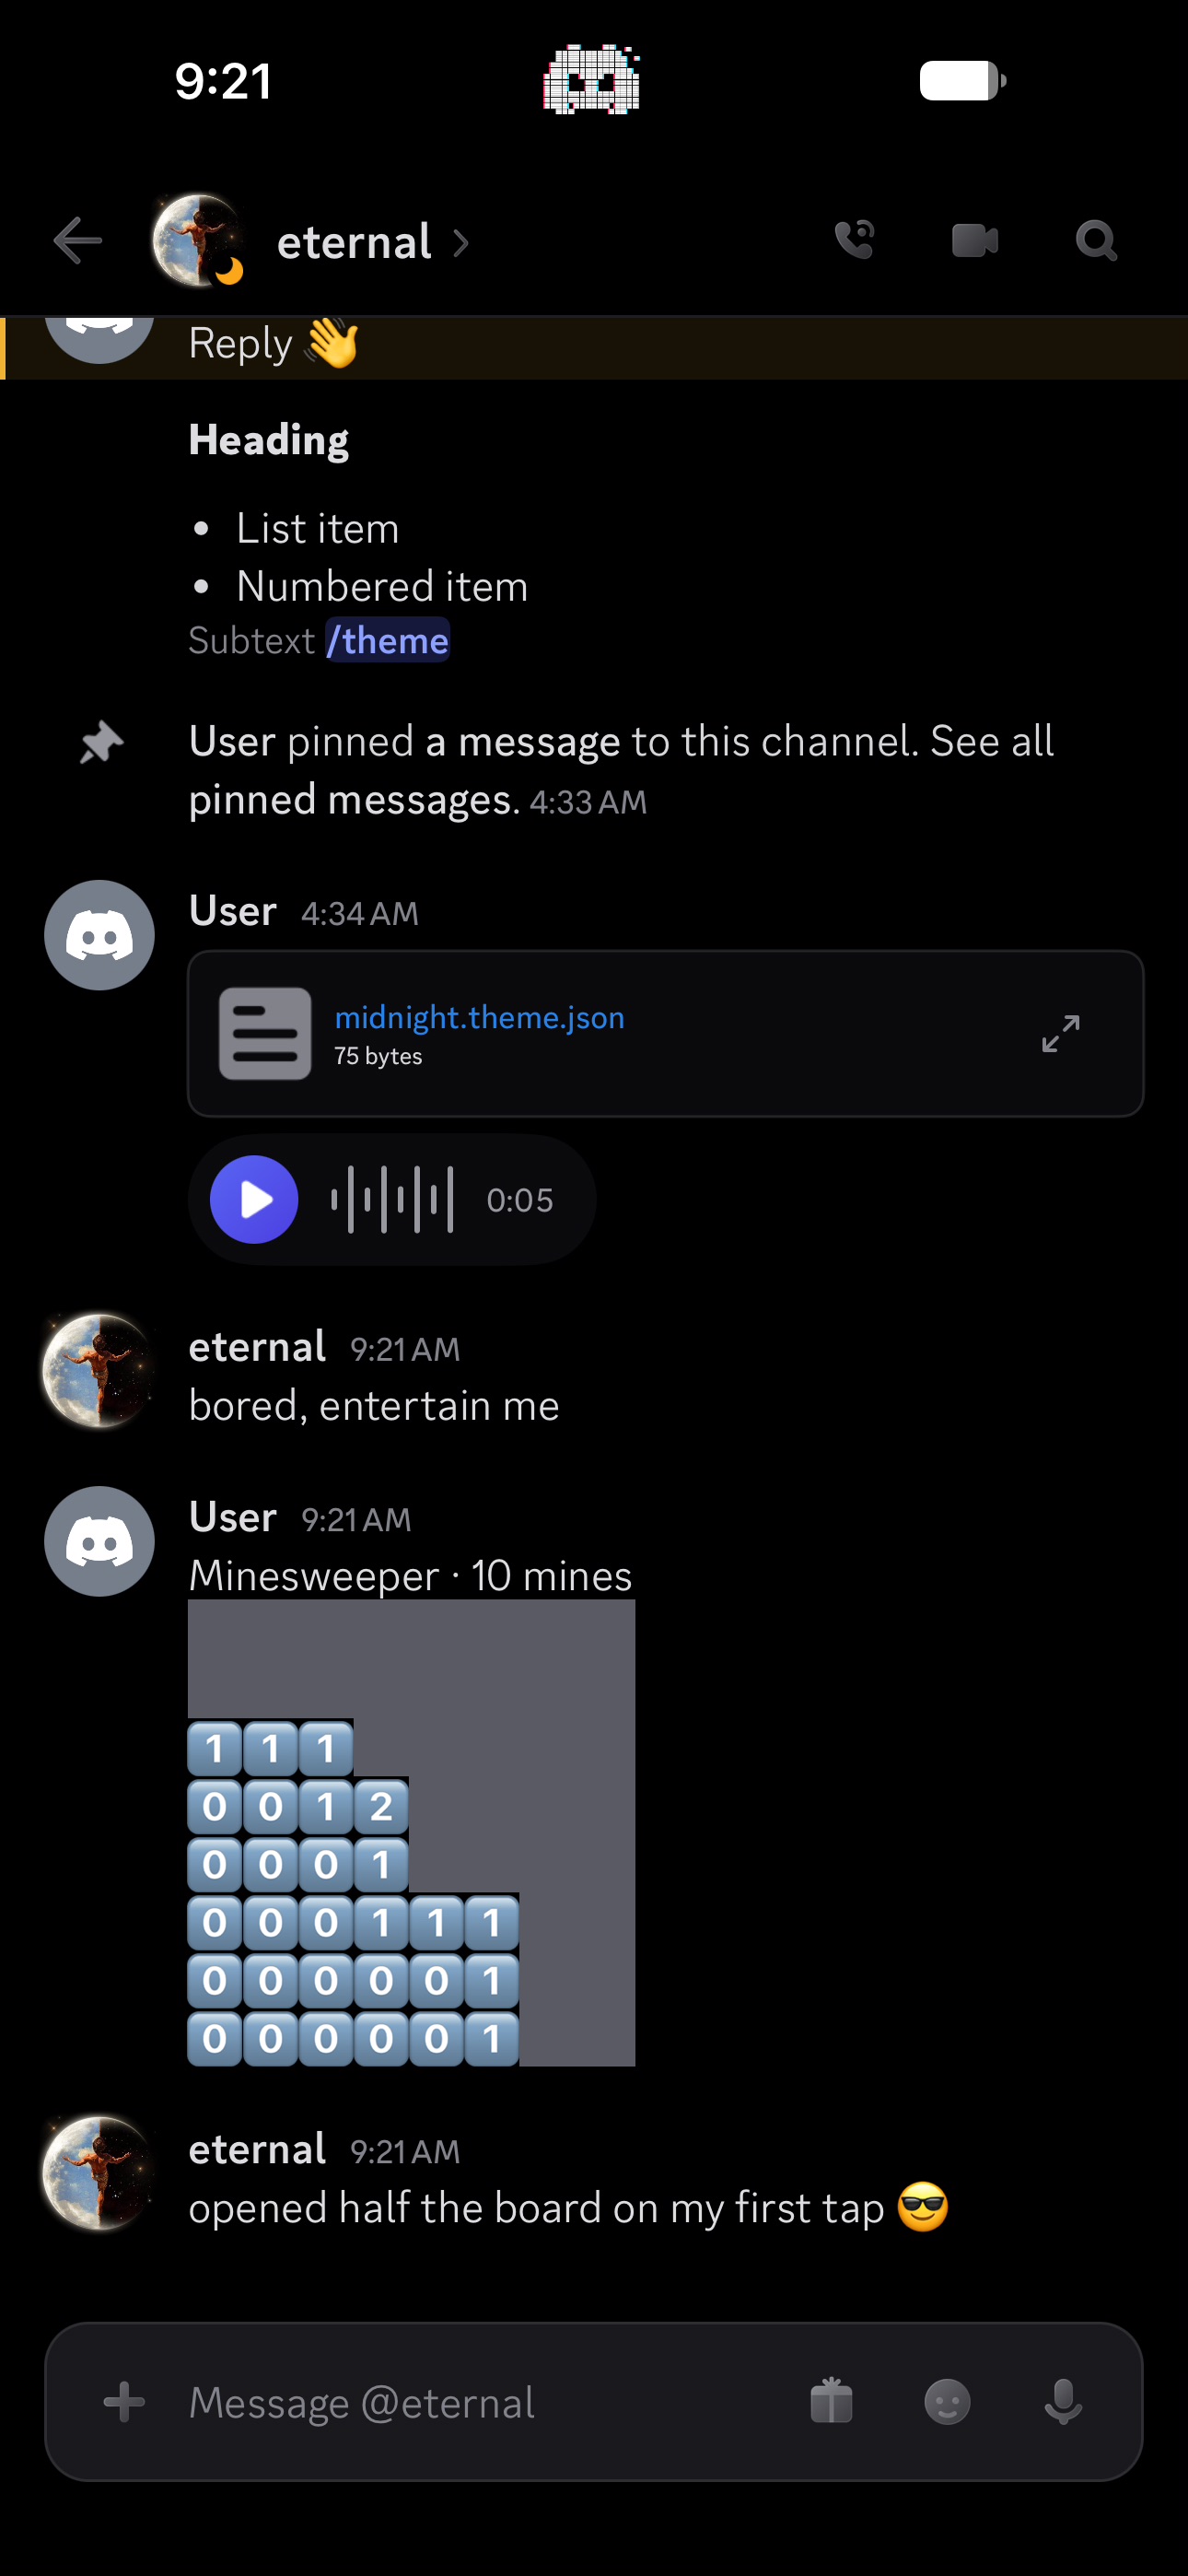 9:21
eternal
Reply 👋
Heading
• List item
• Numbered item
Subtext /theme
User pinned a message to this channel. See all
pinned messages. 4:33 AM
User 4:34 AM
midnight.theme.json
75 bytes
0:05
eternal 9:21 AM
bored, entertain me
User 9:21 AM
Minesweeper · 10 mines
1 1 1
0 0 1 2
0 0 0 1
0 0 0 1 1 1
0 0 0 0 0 1
0 0 0 0 0 1
eternal 9:21 AM
opened half the board on my first tap 😎
Message @eternal